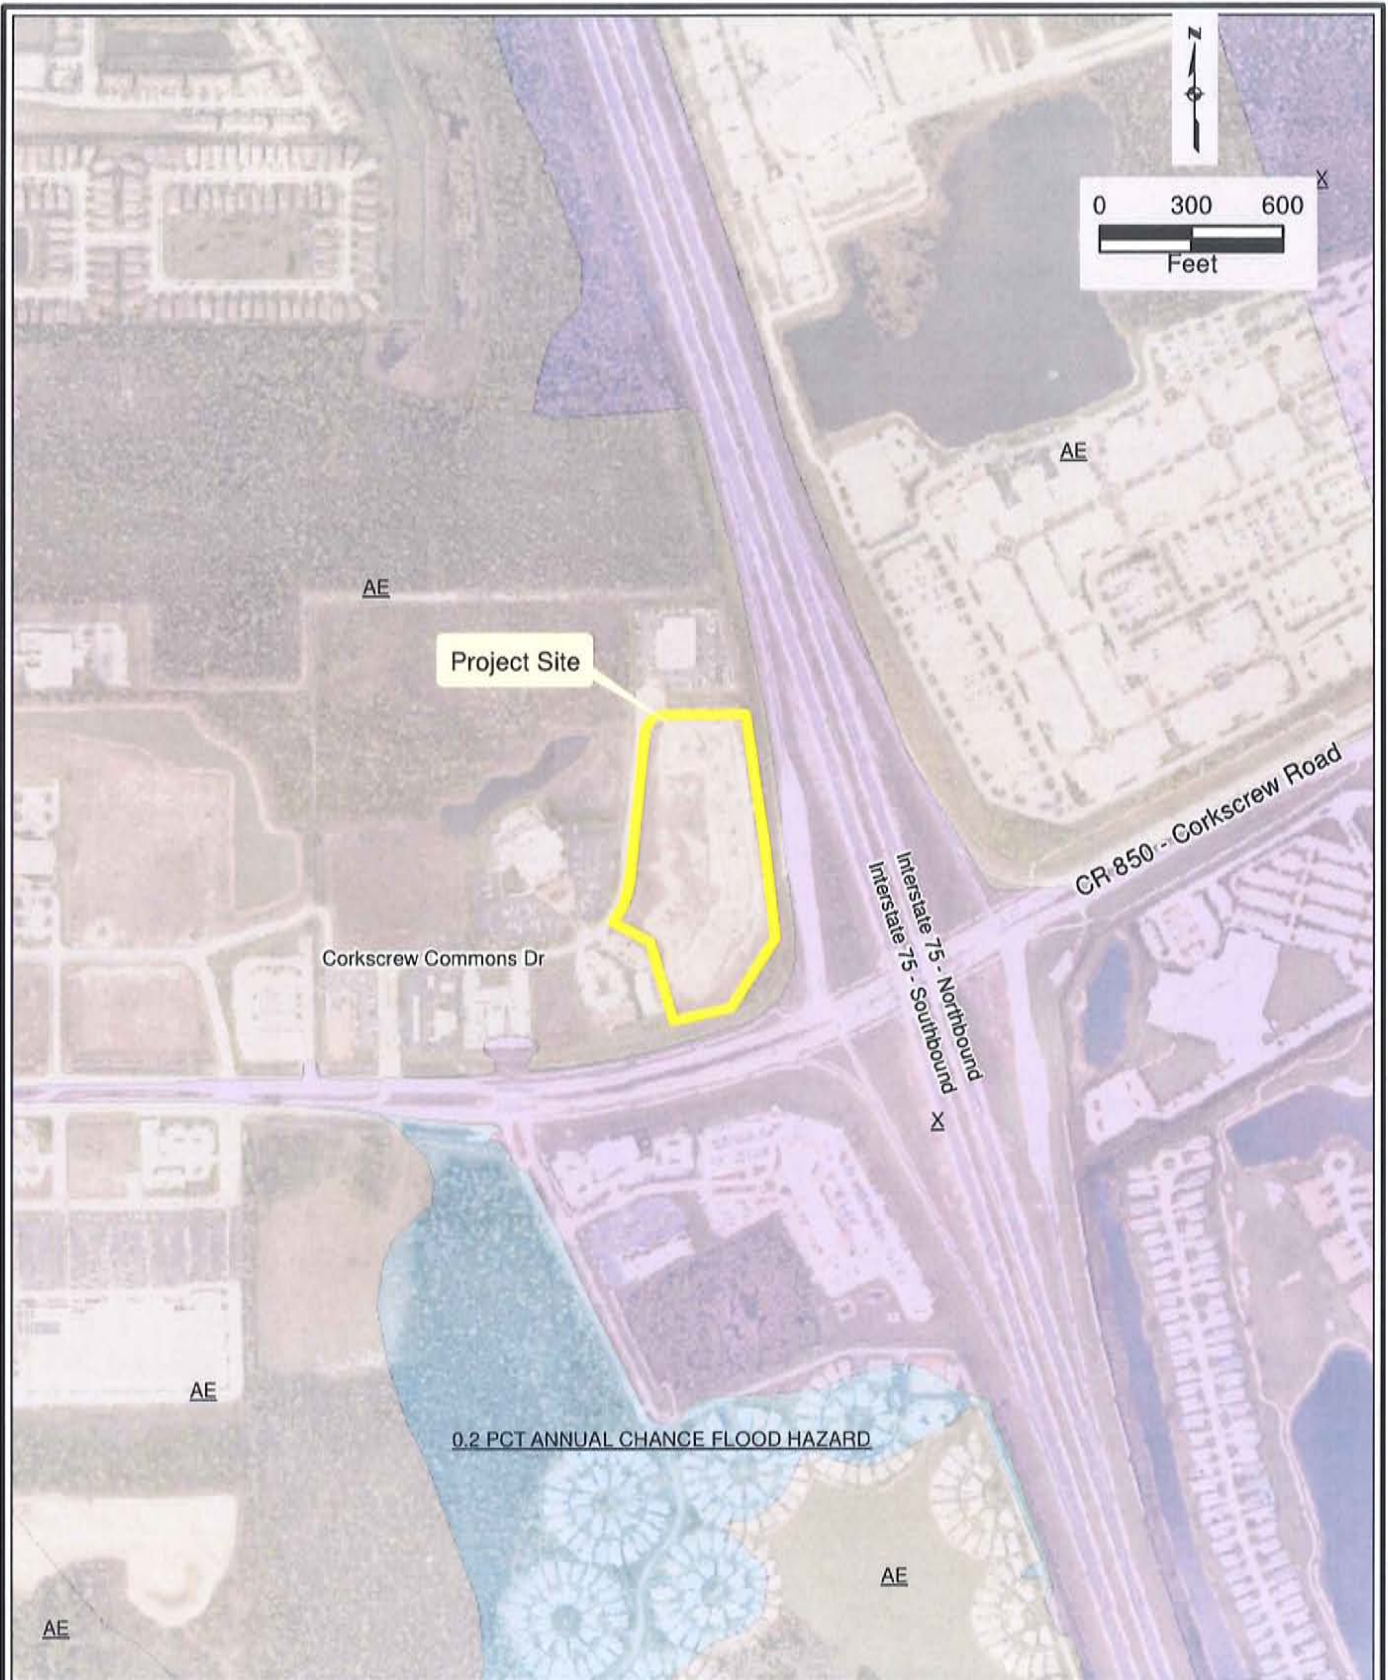 N
X
0 300 600
Feet
AE
AE
Project Site
CR 850 - Corkscrew Road
Interstate 75 - Northbound
Interstate 75 - Southbound
Corkscrew Commons Dr
X
AE
0.2 PCT ANNUAL CHANCE FLOOD HAZARD
AE
AE